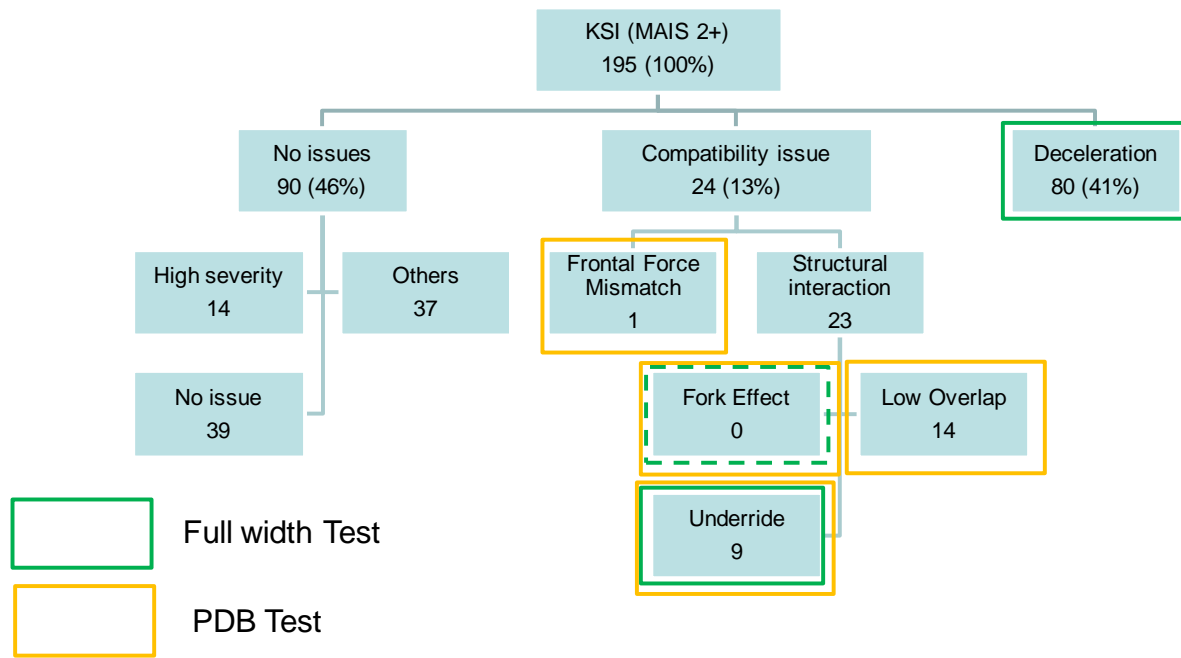 KSI (MAIS 2+)
195 (100%)
No issues
90 (46%)
Compatibility issue
24 (13%)
Deceleration
80 (41%)
High severity
14
Others
37
Frontal Force
Mismatch
1
Structural
interaction
23
No issue
39
Fork Effect
0
Low Overlap
14
Underride
9
Full width Test
PDB Test